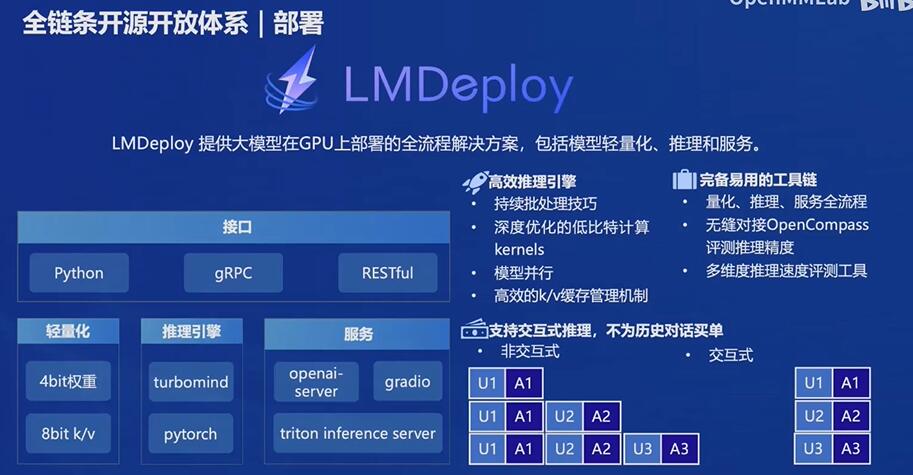 OpenMMLab
全链条开源开放体系 | 部署
LMDeploy
LMDeploy 提供大模型在GPU上部署的全流程解决方案，包括模型轻量化、推理和服务。
接口
Python
gRPC
RESTful
轻量化
4bit权重
8bit k/v
推理引擎
turbomind
pytorch
服务
openai-
server
gradio
triton inference server
高效推理引擎
• 持续批处理技巧
• 深度优化的低比特计算
kernels
• 模型并行
• 高效的k/v缓存管理机制
完备易用的工具链
• 量化、推理、服务全流程
• 无缝对接OpenCompass
评测推理精度
• 多维度推理速度评测工具
支持交互式推理，不为历史对话买单
• 非交互式
U1 A1
U1 A1 U2 A2
U1 A1 U2 A2 U3 A3
• 交互式
U1 A1
U2 A2
U3 A3